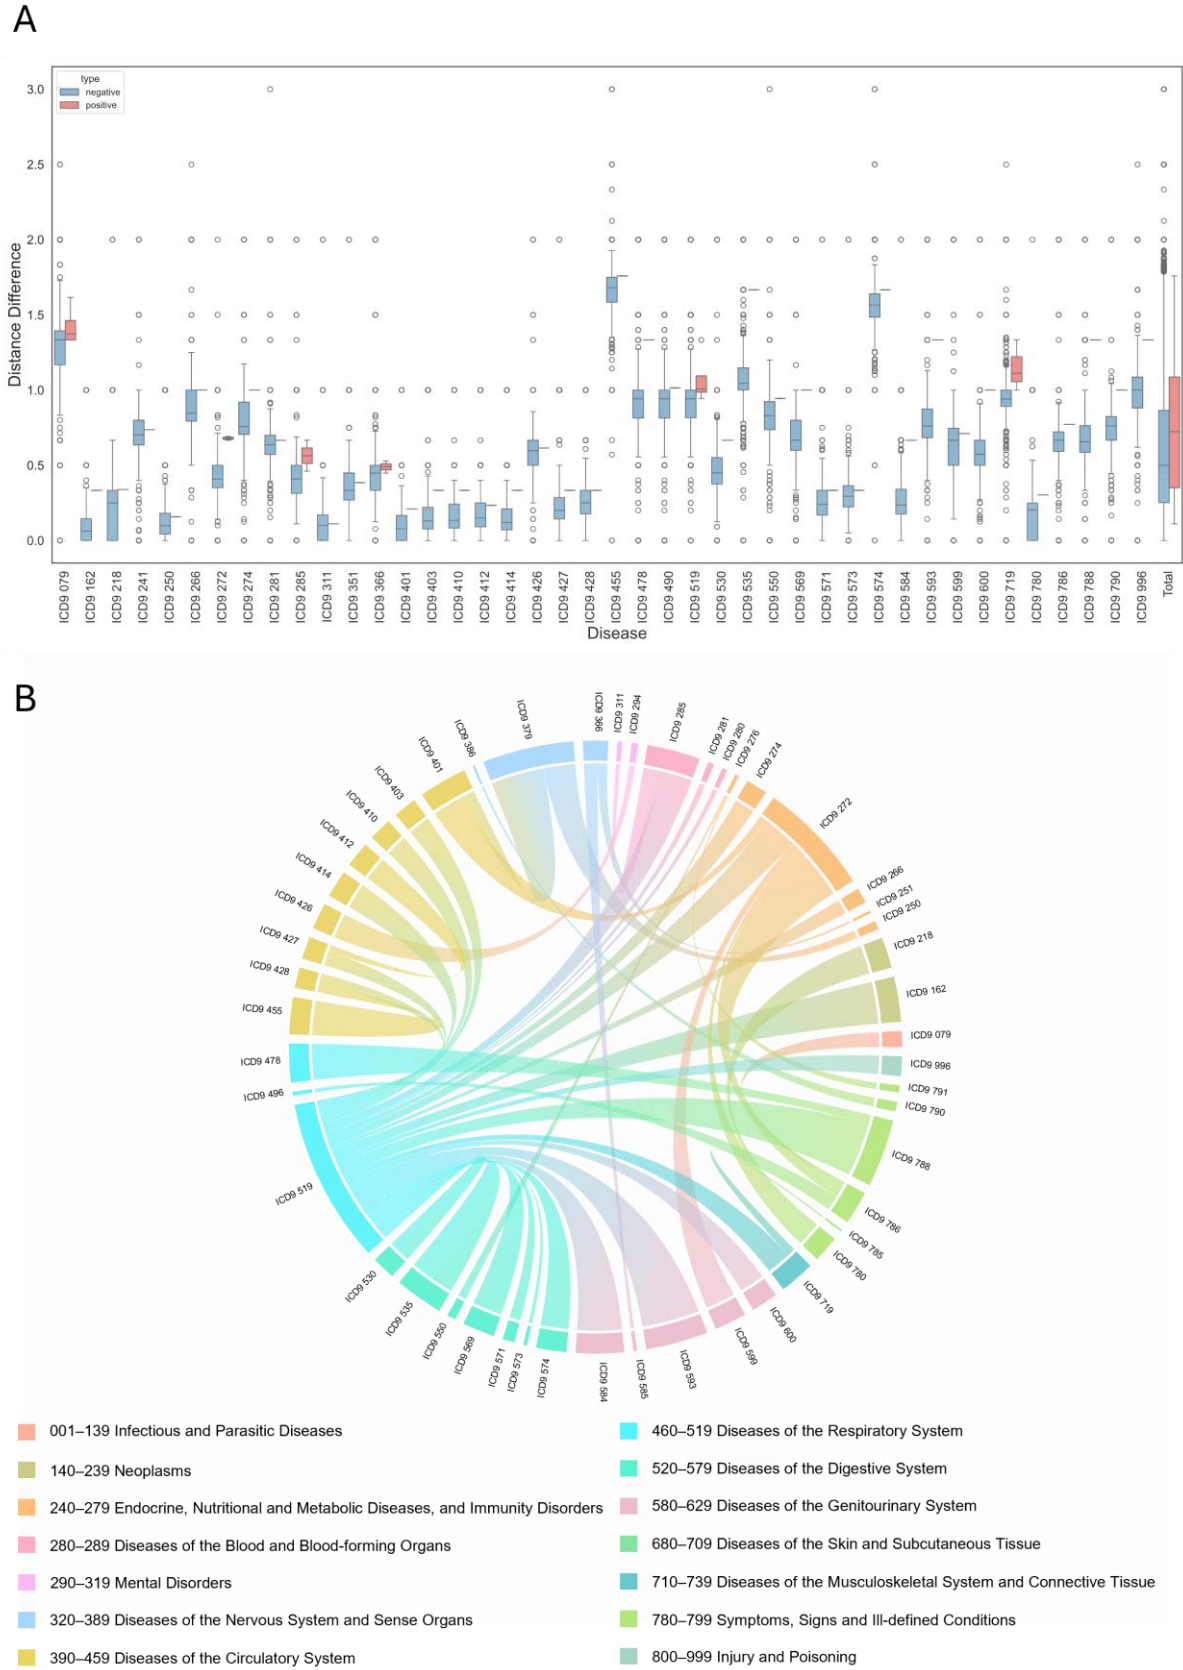 A
type
negative
positive
3.0
2.5
2.0
1.5
1.0
0.5
0.0
Distance Difference
ICD9 079
ICD9 162
ICD9 218
ICD9 241
ICD9 250
ICD9 266
ICD9 272
ICD9 274
ICD9 281
ICD9 285
ICD9 311
ICD9 351
ICD9 366
ICD9 401
ICD9 403
ICD9 410
ICD9 412
ICD9 414
ICD9 426
ICD9 427
ICD9 428
ICD9 455
ICD9 478
ICD9 490
ICD9 519
ICD9 530
ICD9 535
ICD9 550
ICD9 569
ICD9 571
ICD9 573
ICD9 574
ICD9 584
ICD9 593
ICD9 599
ICD9 600
ICD9 719
ICD9 780
ICD9 786
ICD9 788
ICD9 790
ICD9 996
Total
Disease
B
ICD9 366
ICD9 311
ICD9 294
ICD9 285
ICD9 281
ICD9 280
ICD9 276
ICD9 274
ICD9 272
ICD9 266
ICD9 251
ICD9 250
ICD9 218
ICD9 162
ICD9 079
ICD9 996
ICD9 791
ICD9 790
ICD9 788
ICD9 786
ICD9 785
ICD9 780
ICD9 719
ICD9 600
ICD9 599
ICD9 593
ICD9 585
ICD9 584
ICD9 574
ICD9 573
ICD9 571
ICD9 569
ICD9 550
ICD9 535
ICD9 530
ICD9 519
ICD9 496
ICD9 478
ICD9 455
ICD9 428
ICD9 427
ICD9 426
ICD9 414
ICD9 412
ICD9 410
ICD9 403
ICD9 401
ICD9 386
ICD9 379
001–139 Infectious and Parasitic Diseases
140–239 Neoplasms
240–279 Endocrine, Nutritional and Metabolic Diseases, and Immunity Disorders
280–289 Diseases of the Blood and Blood-forming Organs
290–319 Mental Disorders
320–389 Diseases of the Nervous System and Sense Organs
390–459 Diseases of the Circulatory System
460–519 Diseases of the Respiratory System
520–579 Diseases of the Digestive System
580–629 Diseases of the Genitourinary System
680–709 Diseases of the Skin and Subcutaneous Tissue
710–739 Diseases of the Musculoskeletal System and Connective Tissue
780–799 Symptoms, Signs and Ill-defined Conditions
800–999 Injury and Poisoning